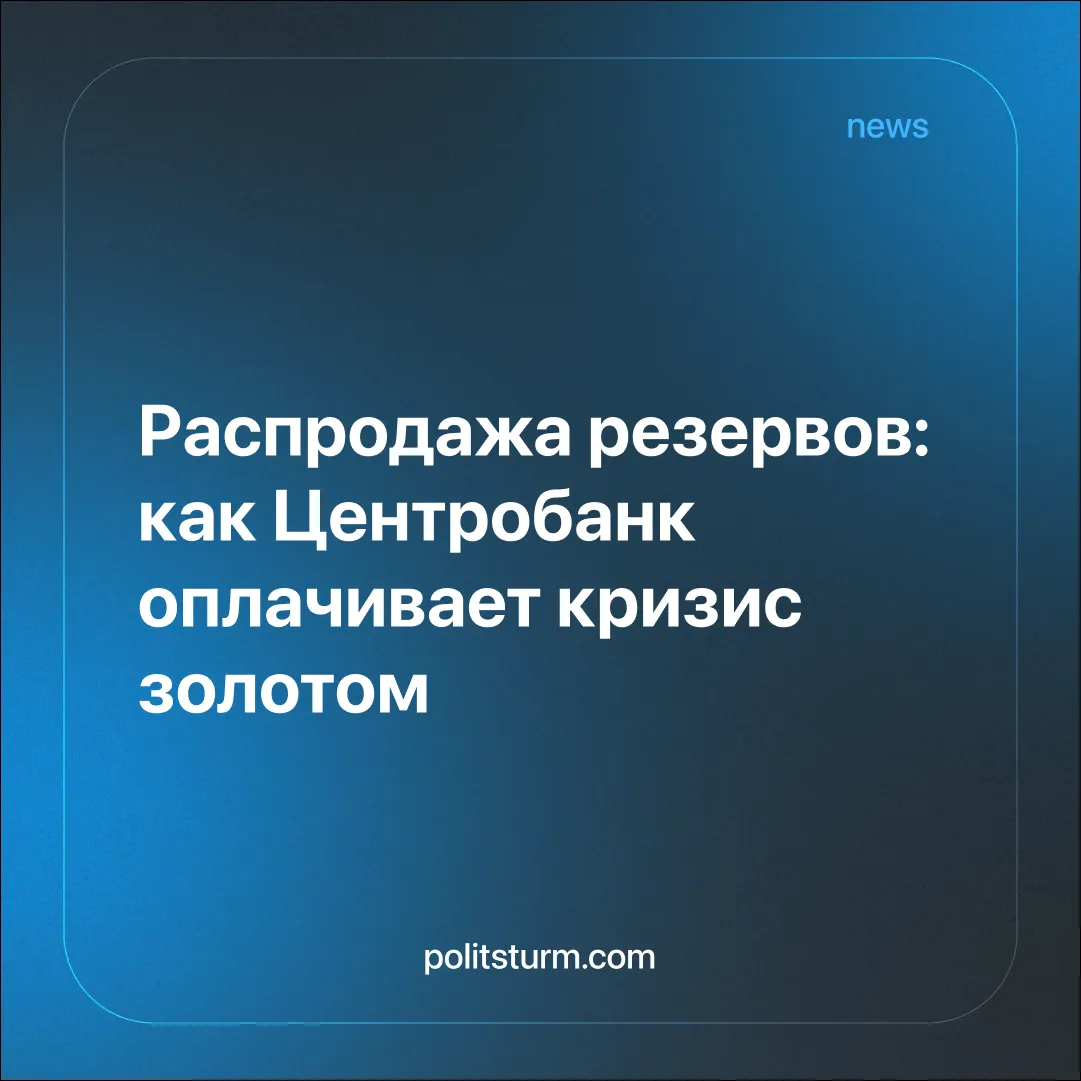 news
Распродажа резервов:
как Центробанк
оплачивает кризис
золотом
politsturm.com